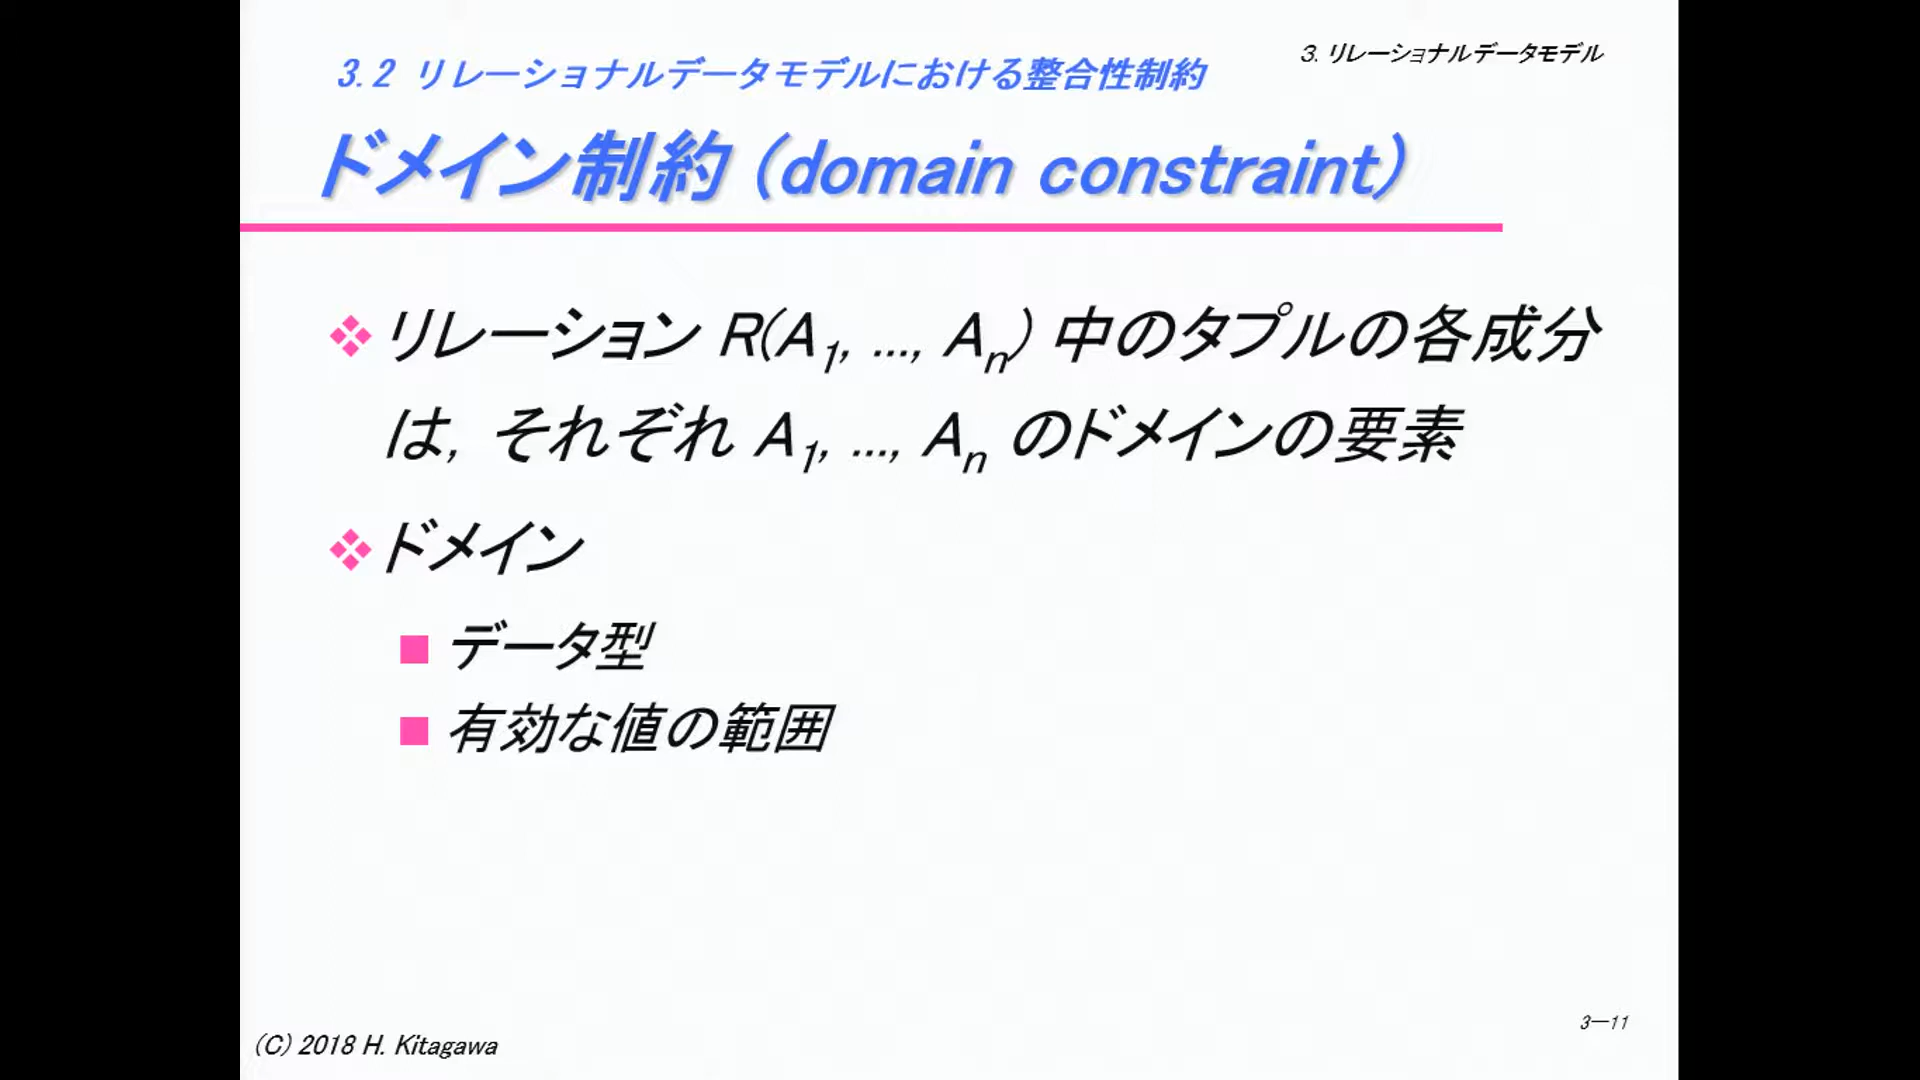 3. リレーショナルデータモデル
3.2 リレーショナルデータモデルにおける整合性制約
ドメイン制約 (domain constraint)
リレーション R(A1, ..., An) 中のタプルの各成分
は, それぞれ A1, ..., An のドメインの要素
ドメイン
データ型
有効な値の範囲
3―11
(C) 2018 H. Kitagawa